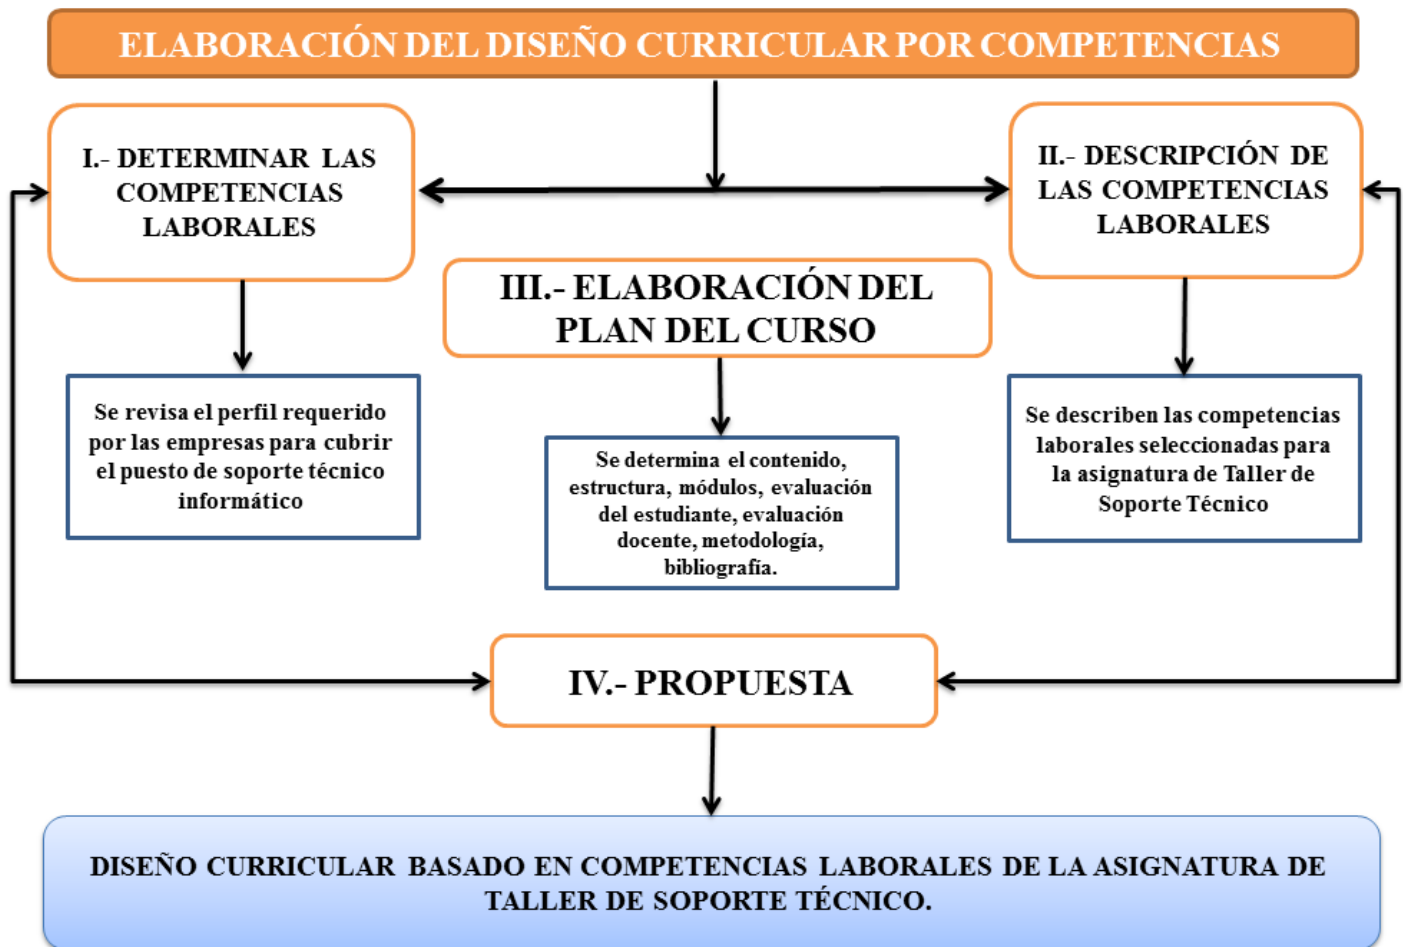 ELABORACIÓN DEL DISEÑO CURRICULAR POR COMPETENCIAS
I.- DETERMINAR LAS
COMPETENCIAS
LABORALES
II.- DESCRIPCIÓN DE
LAS COMPETENCIAS
LABORALES
III.- ELABORACIÓN DEL
PLAN DEL CURSO
Se revisa el perfil requerido
por las empresas para cubrir
el puesto de soporte técnico
informático
Se determina el contenido,
estructura, módulos, evaluación
del estudiante, evaluación
docente, metodología,
bibliografía.
Se describen las competencias
laborales seleccionadas para
la asignatura de Taller de
Soporte Técnico
IV.- PROPUESTA
DISEÑO CURRICULAR BASADO EN COMPETENCIAS LABORALES DE LA ASIGNATURA DE
TALLER DE SOPORTE TÉCNICO.